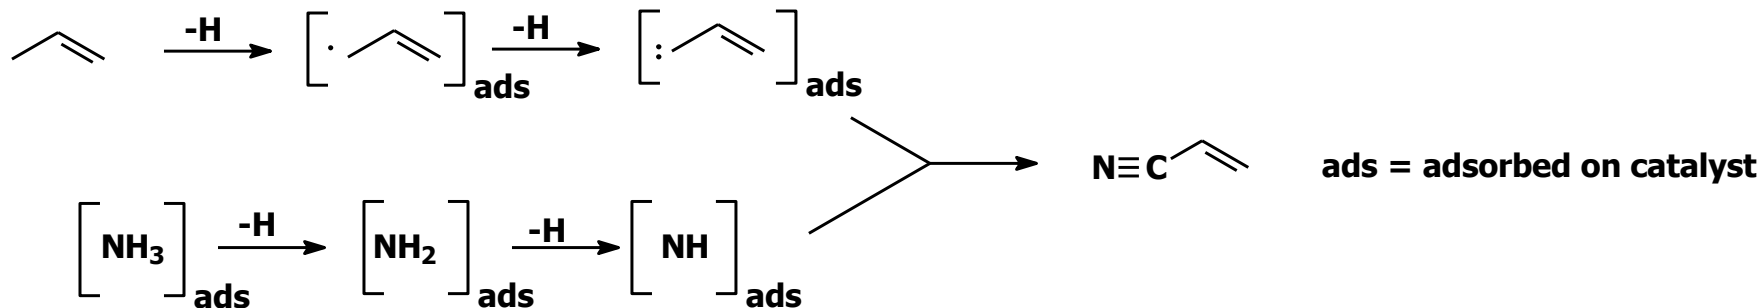 -H
-H
ads
ads
N≡C
ads = adsorbed on catalyst
-H
-H
NH₃
NH₂
NH
ads
ads
ads